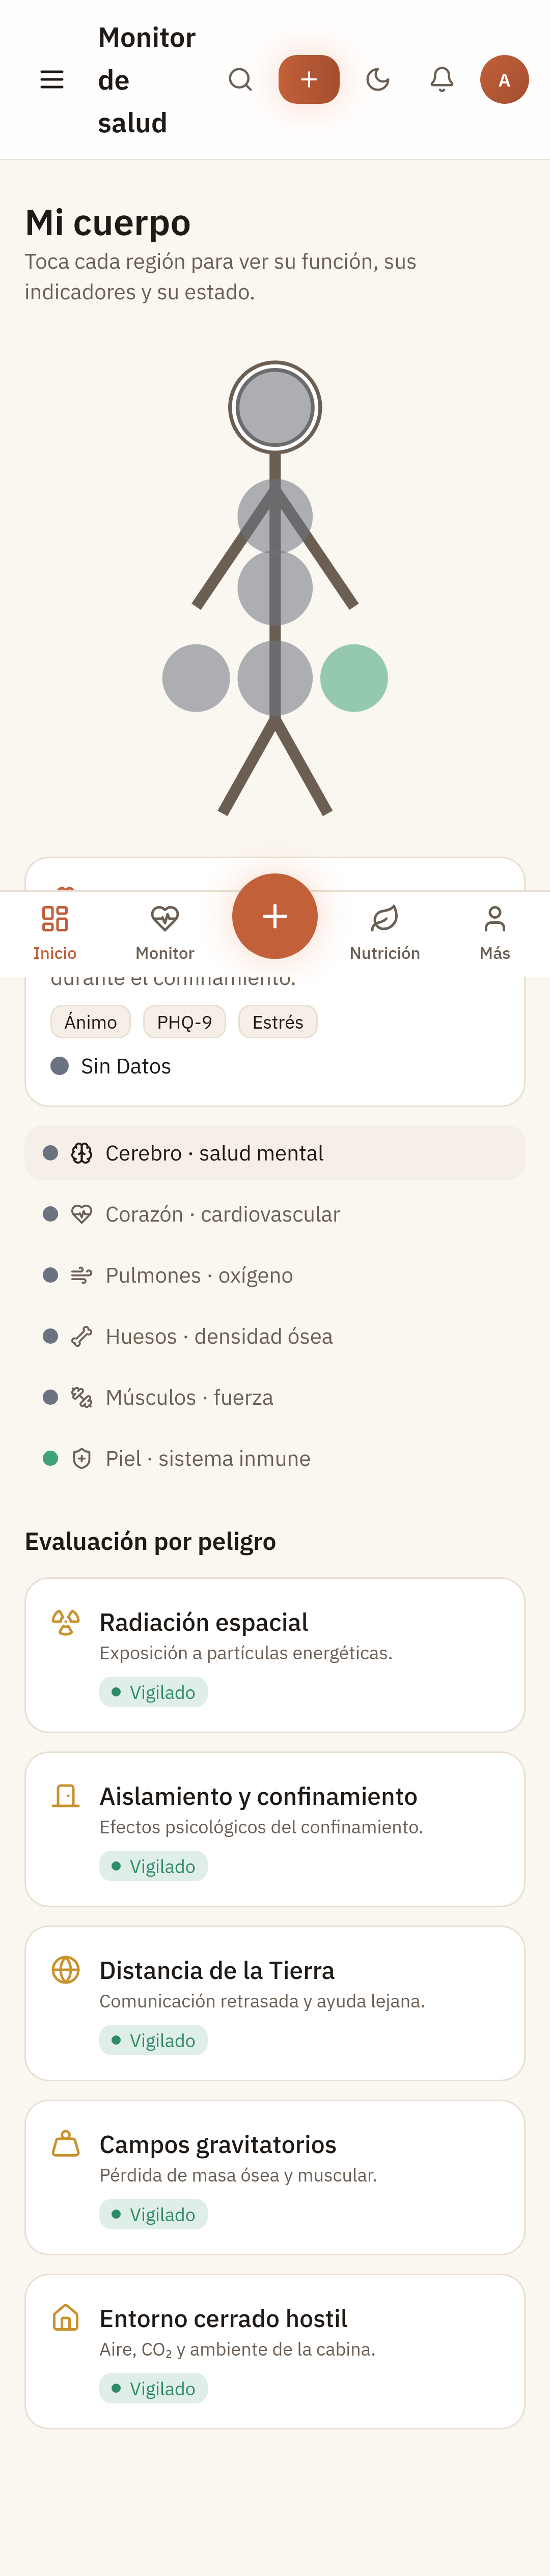 Monitor
de
salud
A
Mi cuerpo
Toca cada región para ver su función, sus
indicadores y su estado.
Inicio
Monitor
Nutrición
Más
durante el confinamiento.
Ánimo
PHQ-9
Estrés
Sin Datos
Cerebro · salud mental
Corazón · cardiovascular
Pulmones · oxígeno
Huesos · densidad ósea
Músculos · fuerza
Piel · sistema inmune
Evaluación por peligro
Radiación espacial
Exposición a partículas energéticas.
Vigilado
Aislamiento y confinamiento
Efectos psicológicos del confinamiento.
Vigilado
Distancia de la Tierra
Comunicación retrasada y ayuda lejana.
Vigilado
Campos gravitatorios
Pérdida de masa ósea y muscular.
Vigilado
Entorno cerrado hostil
Aire, CO₂ y ambiente de la cabina.
Vigilado